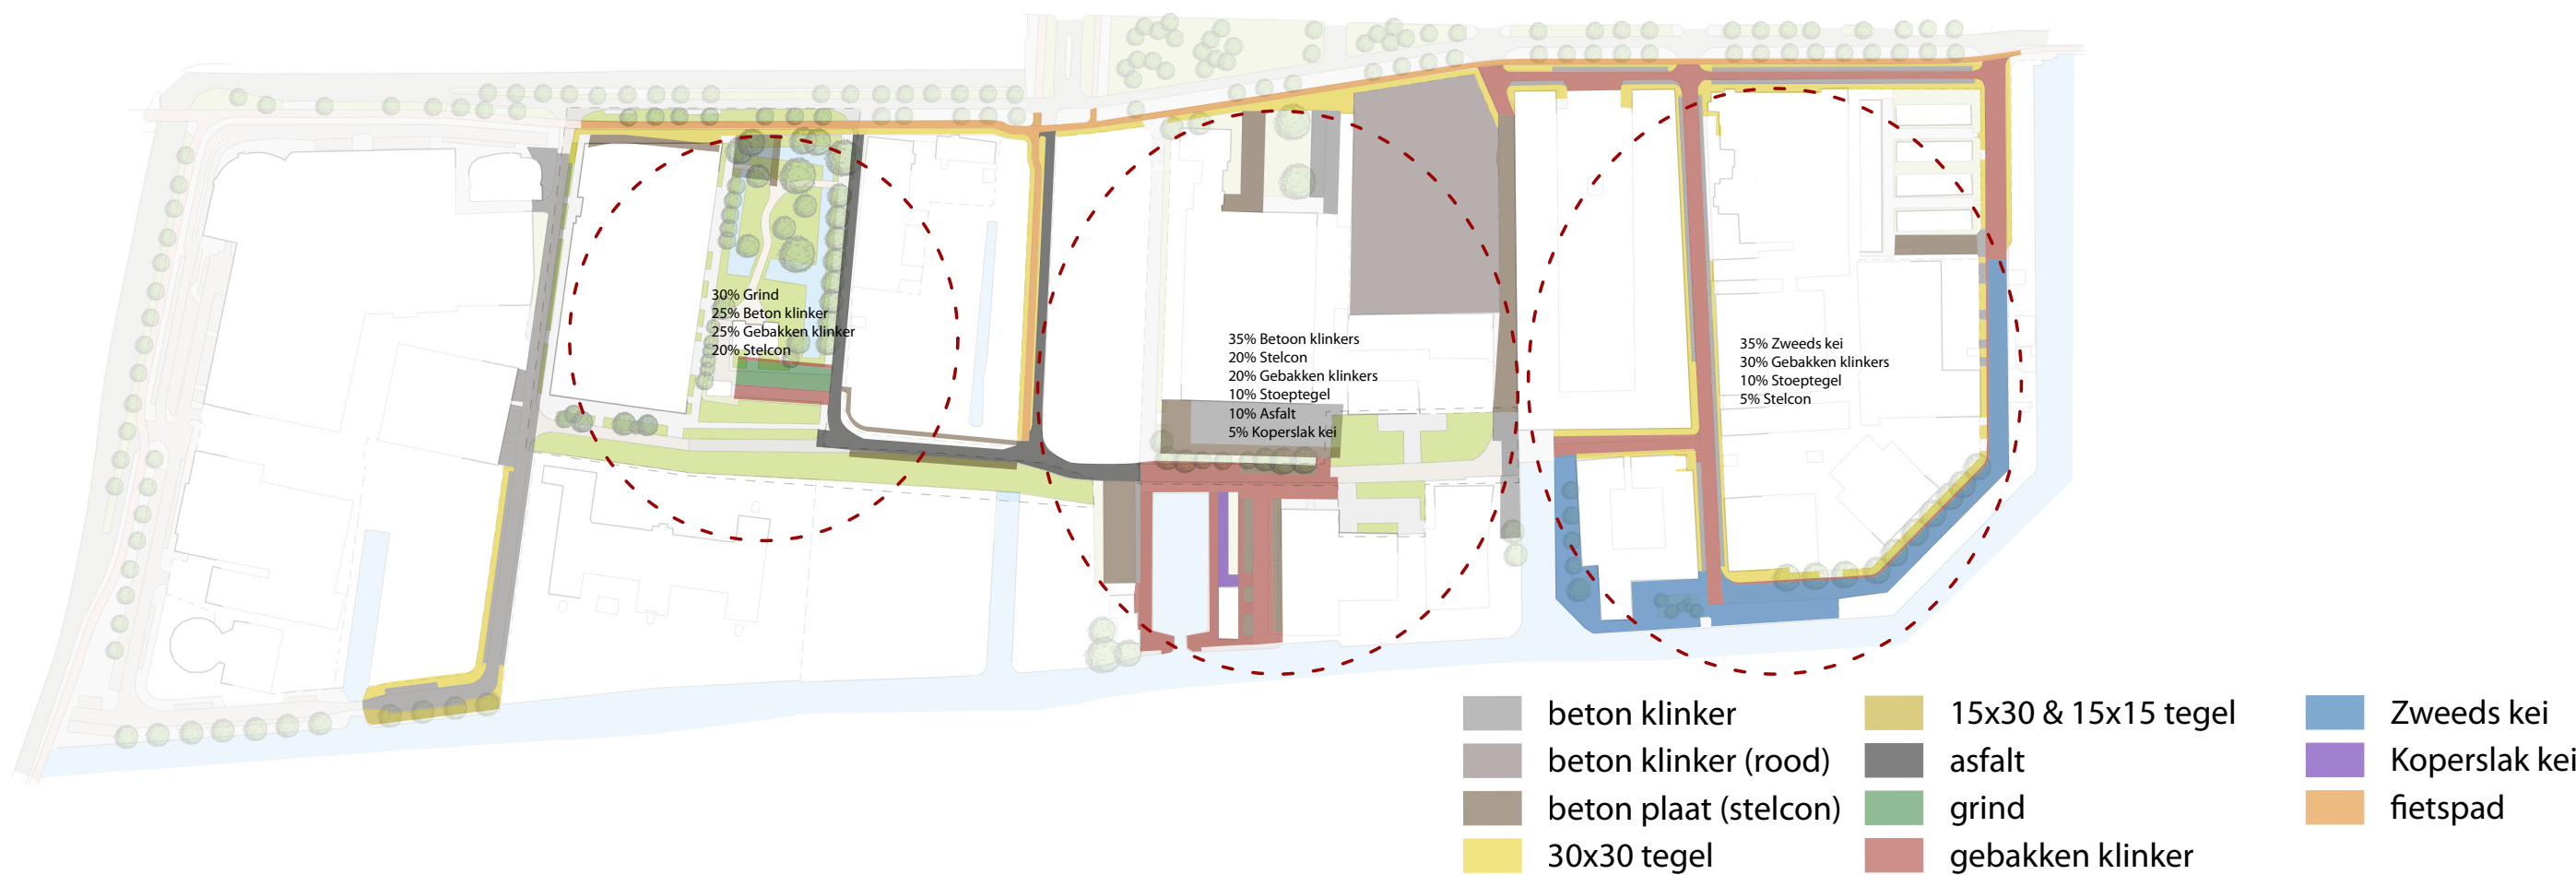 30% Grind
25% Beton klinker
25% Gebakken klinker
20% Stelcon
35% Betoon klinkers
20% Stelcon
20% Gebakken klinkers
10% Stoeptegel
10% Asfalt
5% Koperslak kei
35% Zweeds kei
30% Gebakken klinkers
10% Stoeptegel
5% Stelcon
beton klinker
beton klinker (rood)
beton plaat (stelcon)
30x30 tegel
15x30 & 15x15 tegel
asfalt
grind
gebakken klinker
Zweeds kei
Koperslak kei
fietspad